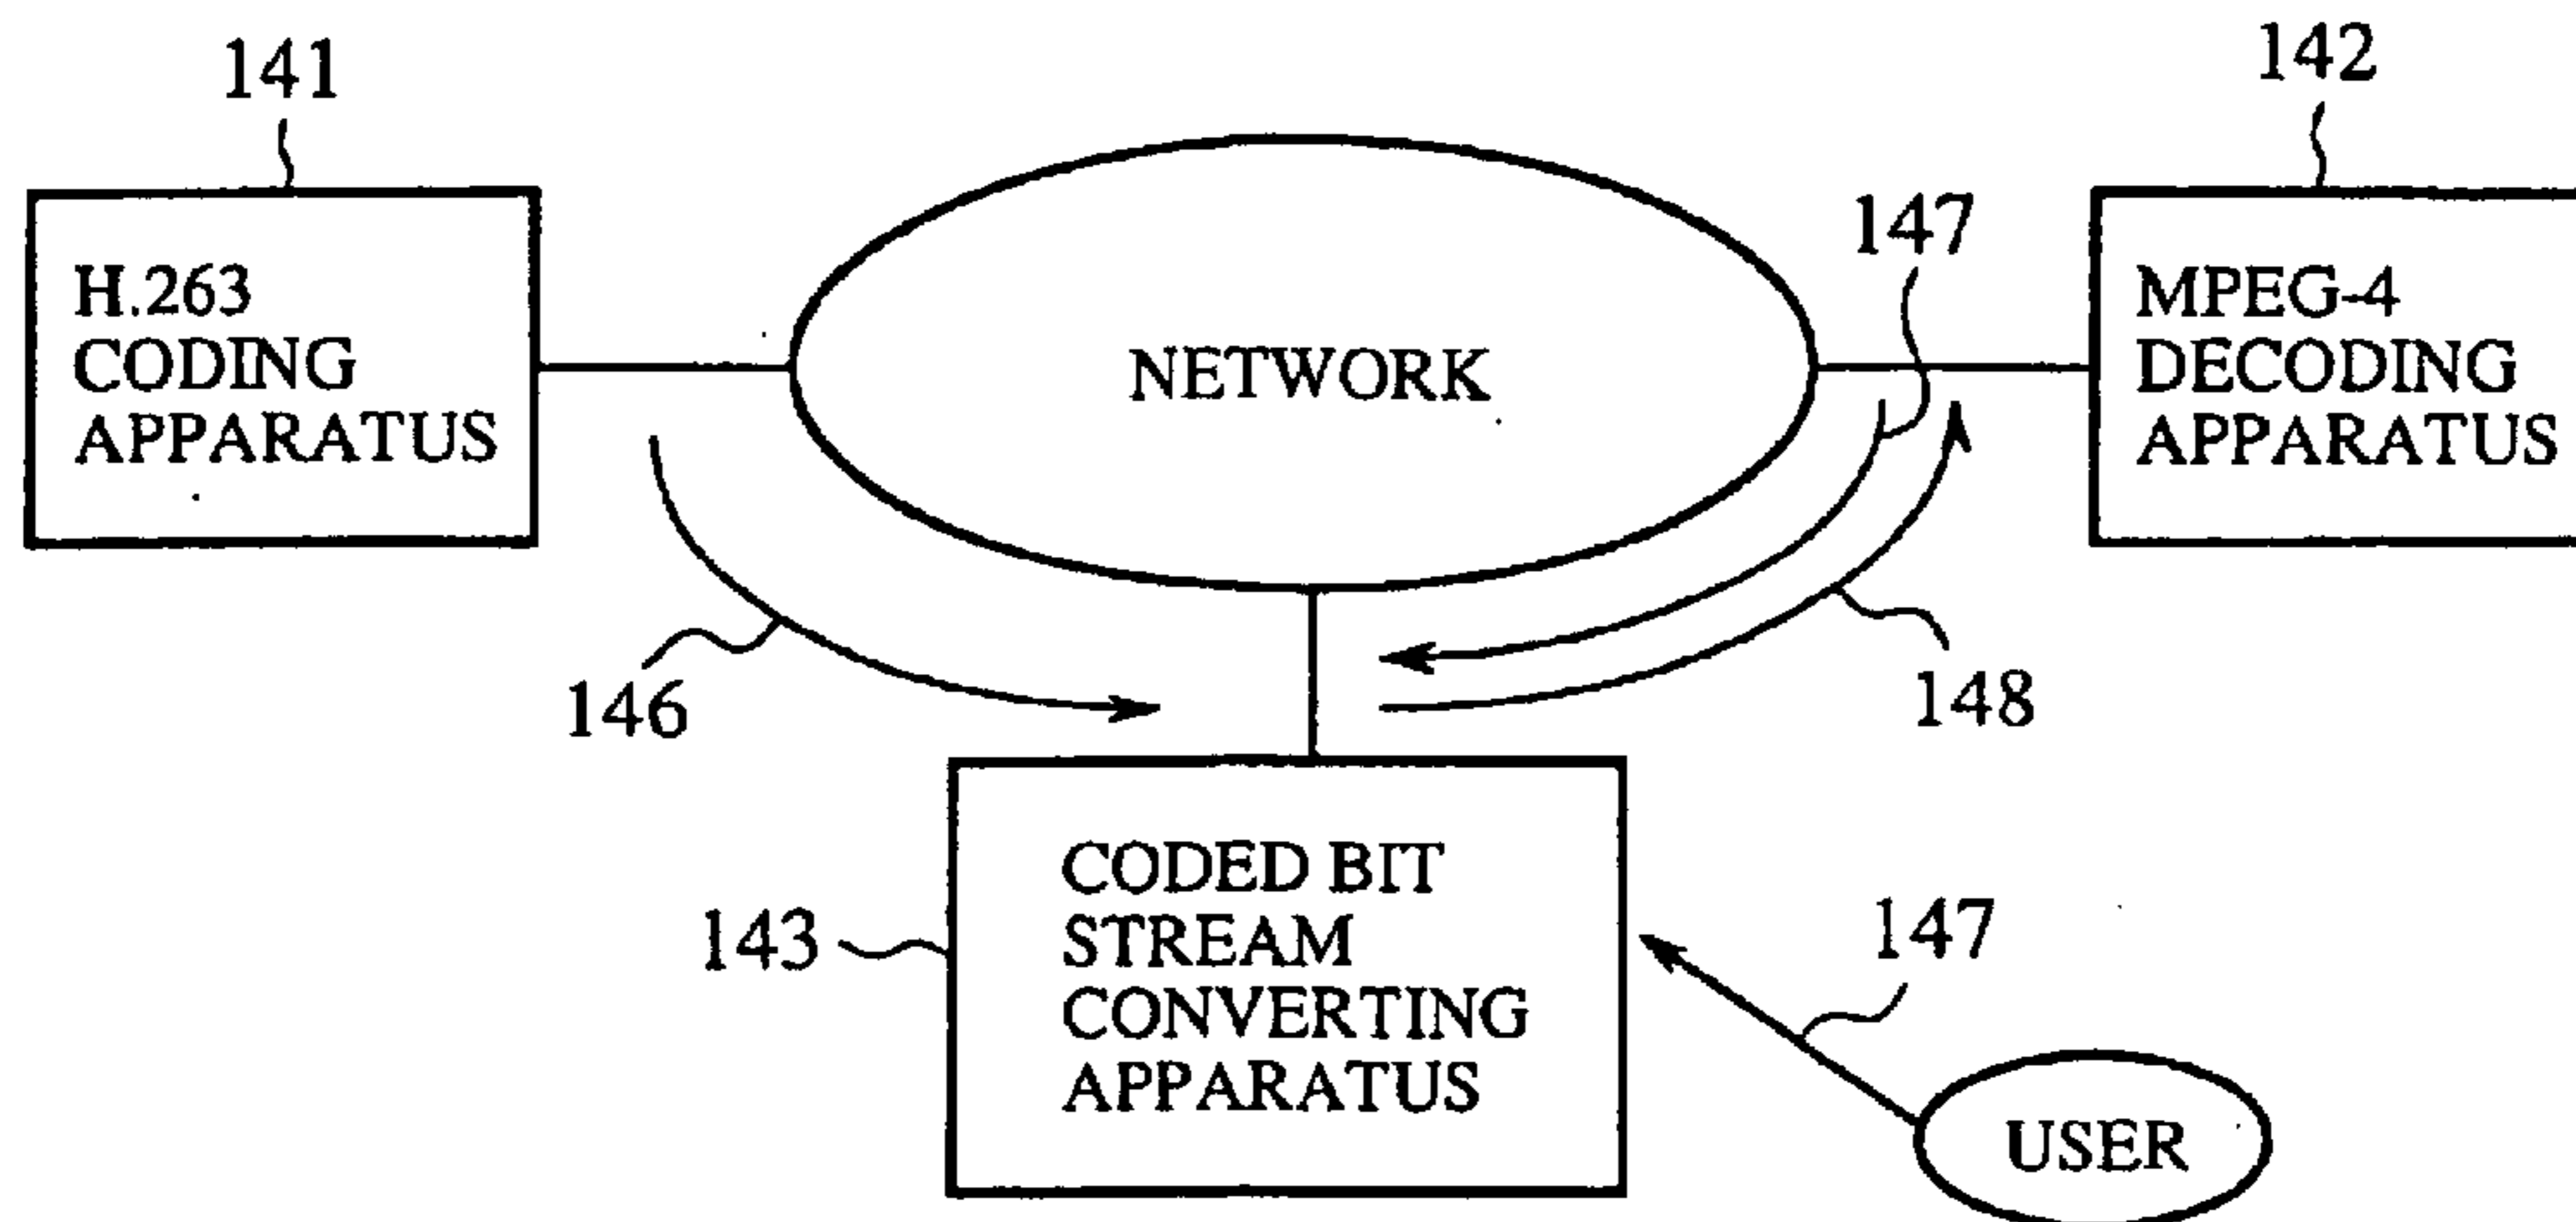 141
142
147
H.263
CODING
APPARATUS
NETWORK
MPEG-4
DECODING
APPARATUS
146
148
143
CODED BIT
STREAM
CONVERTING
APPARATUS
147
USER